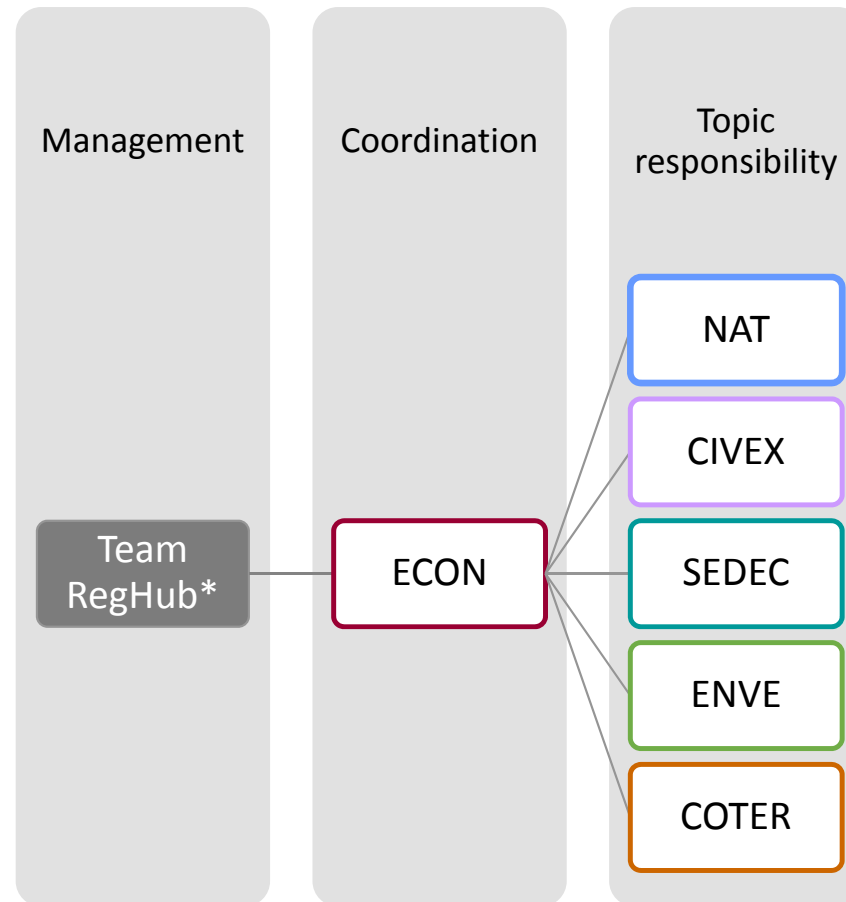 Management
Coordination
Topic
responsibility
NAT
CIVEX
Team
RegHub*
ECON
SEDEC
ENVE
COTER